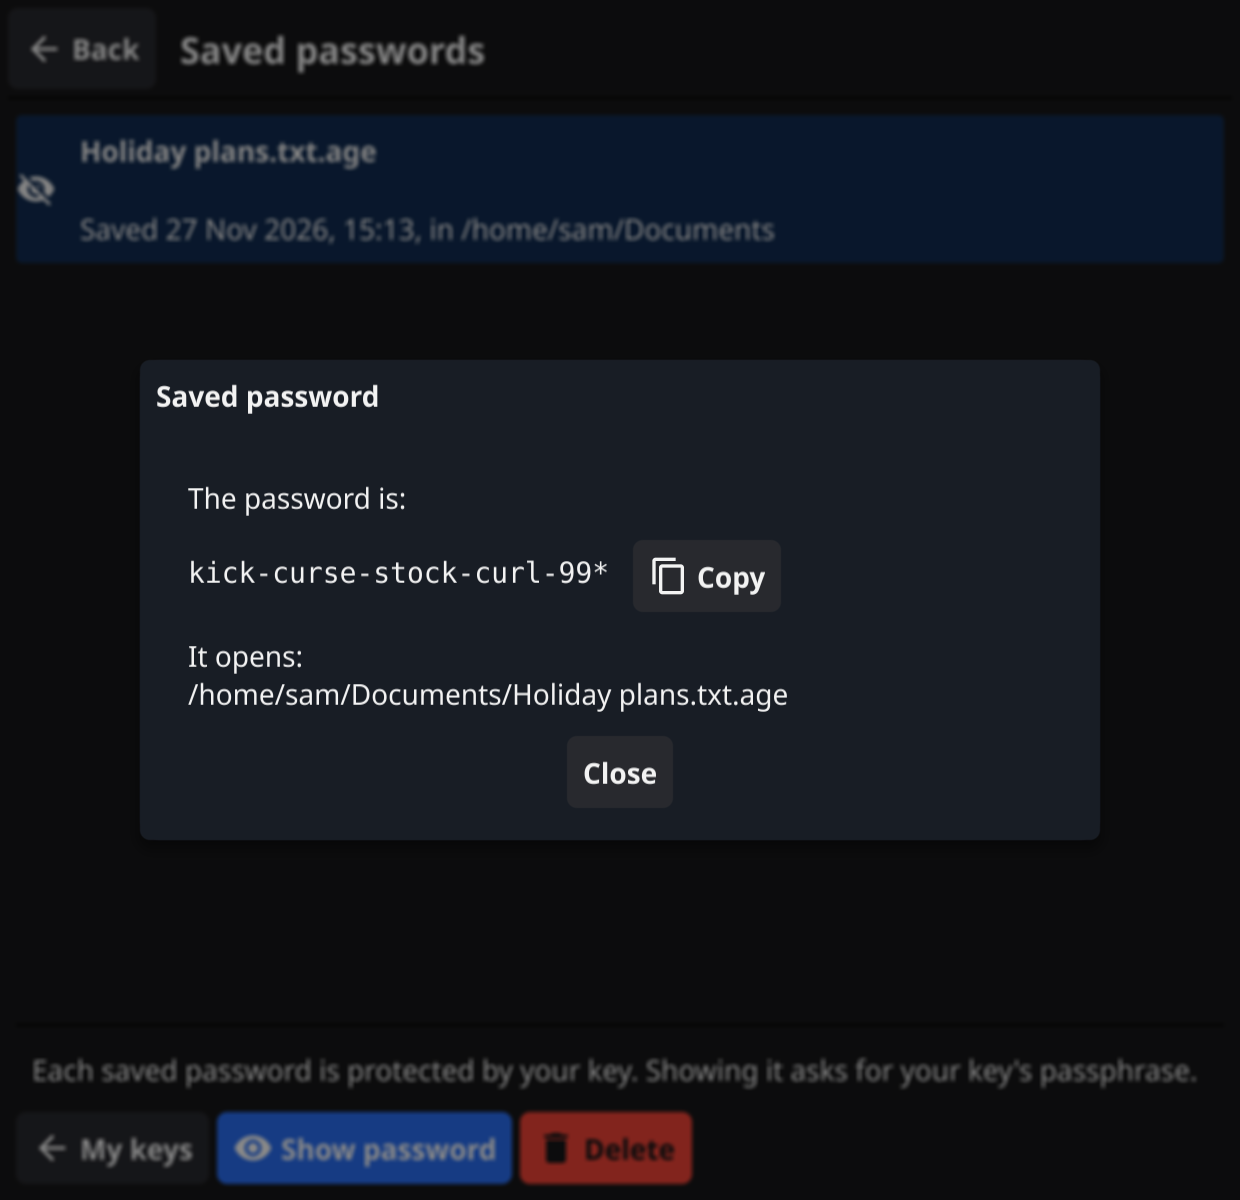 Back
Saved passwords
Holiday plans.txt.age
Saved 27 Nov 2026, 15:13, in /home/sam/Documents
Saved password
The password is:
kick-curse-stock-curl-99*
Copy
It opens:
/home/sam/Documents/Holiday plans.txt.age
Close
Each saved password is protected by your key. Showing it asks for your key's passphrase.
My keys
Show password
Delete